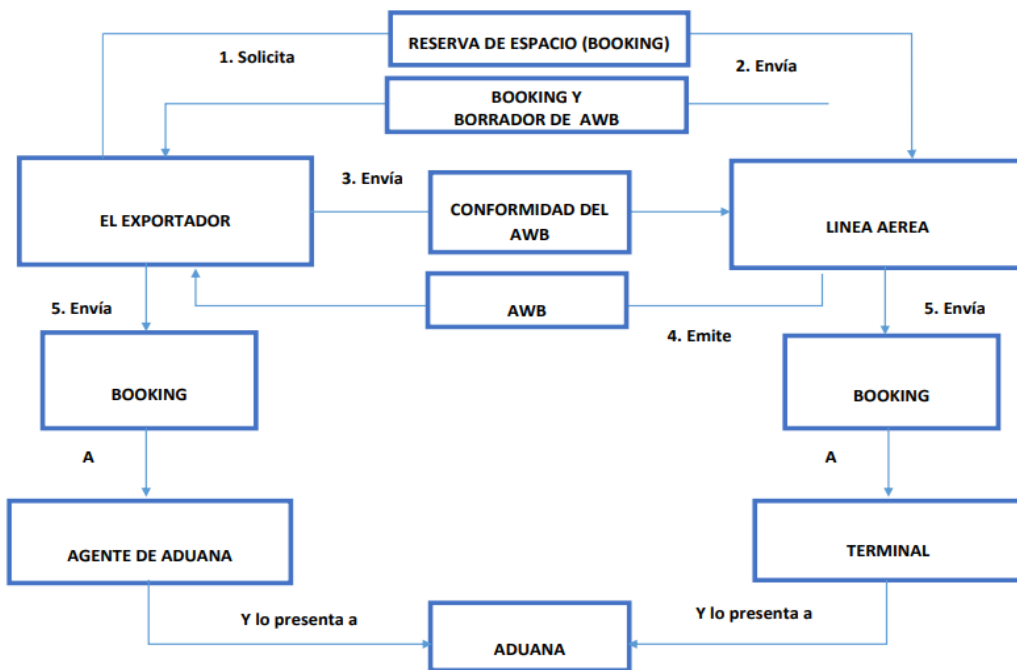 RESERVA DE ESPACIO (BOOKING)
1. Solicita
2. Envía
BOOKING Y
BORRADOR DE AWB
3. Envía
EL EXPORTADOR
CONFORMIDAD DEL
AWB
LINEA AEREA
5. Envía
AWB
5. Envía
4. Emite
BOOKING
BOOKING
A
A
AGENTE DE ADUANA
TERMINAL
Y lo presenta a
Y lo presenta a
ADUANA